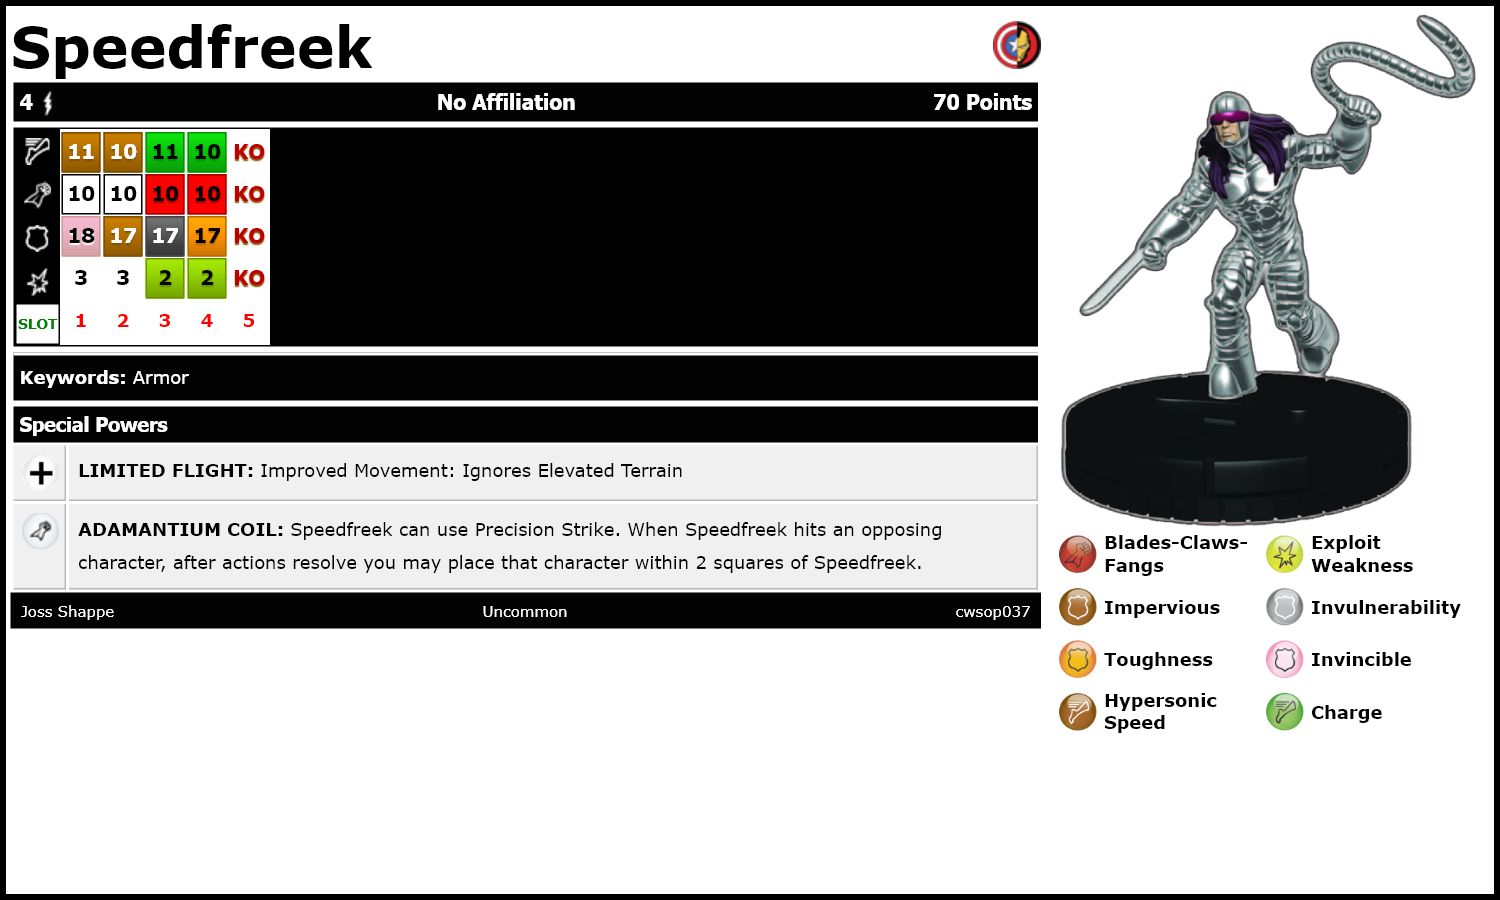 Speedfreek
4 No Affiliation 70 Points
11 10 11 10 KO
10 10 10 10 KO
18 17 17 17 KO
3 3 2 2 KO
SLOT 1 2 3 4 5
Keywords: Armor
Special Powers
LIMITED FLIGHT: Improved Movement: Ignores Elevated Terrain
ADAMANTIUM COIL: Speedfreek can use Precision Strike. When Speedfreek hits an opposing
character, after actions resolve you may place that character within 2 squares of Speedfreek.
Joss Shappe Uncommon cwsop037
Blades-Claws-
Fangs
Exploit
Weakness
Impervious
Invulnerability
Toughness
Invincible
Hypersonic
Speed
Charge